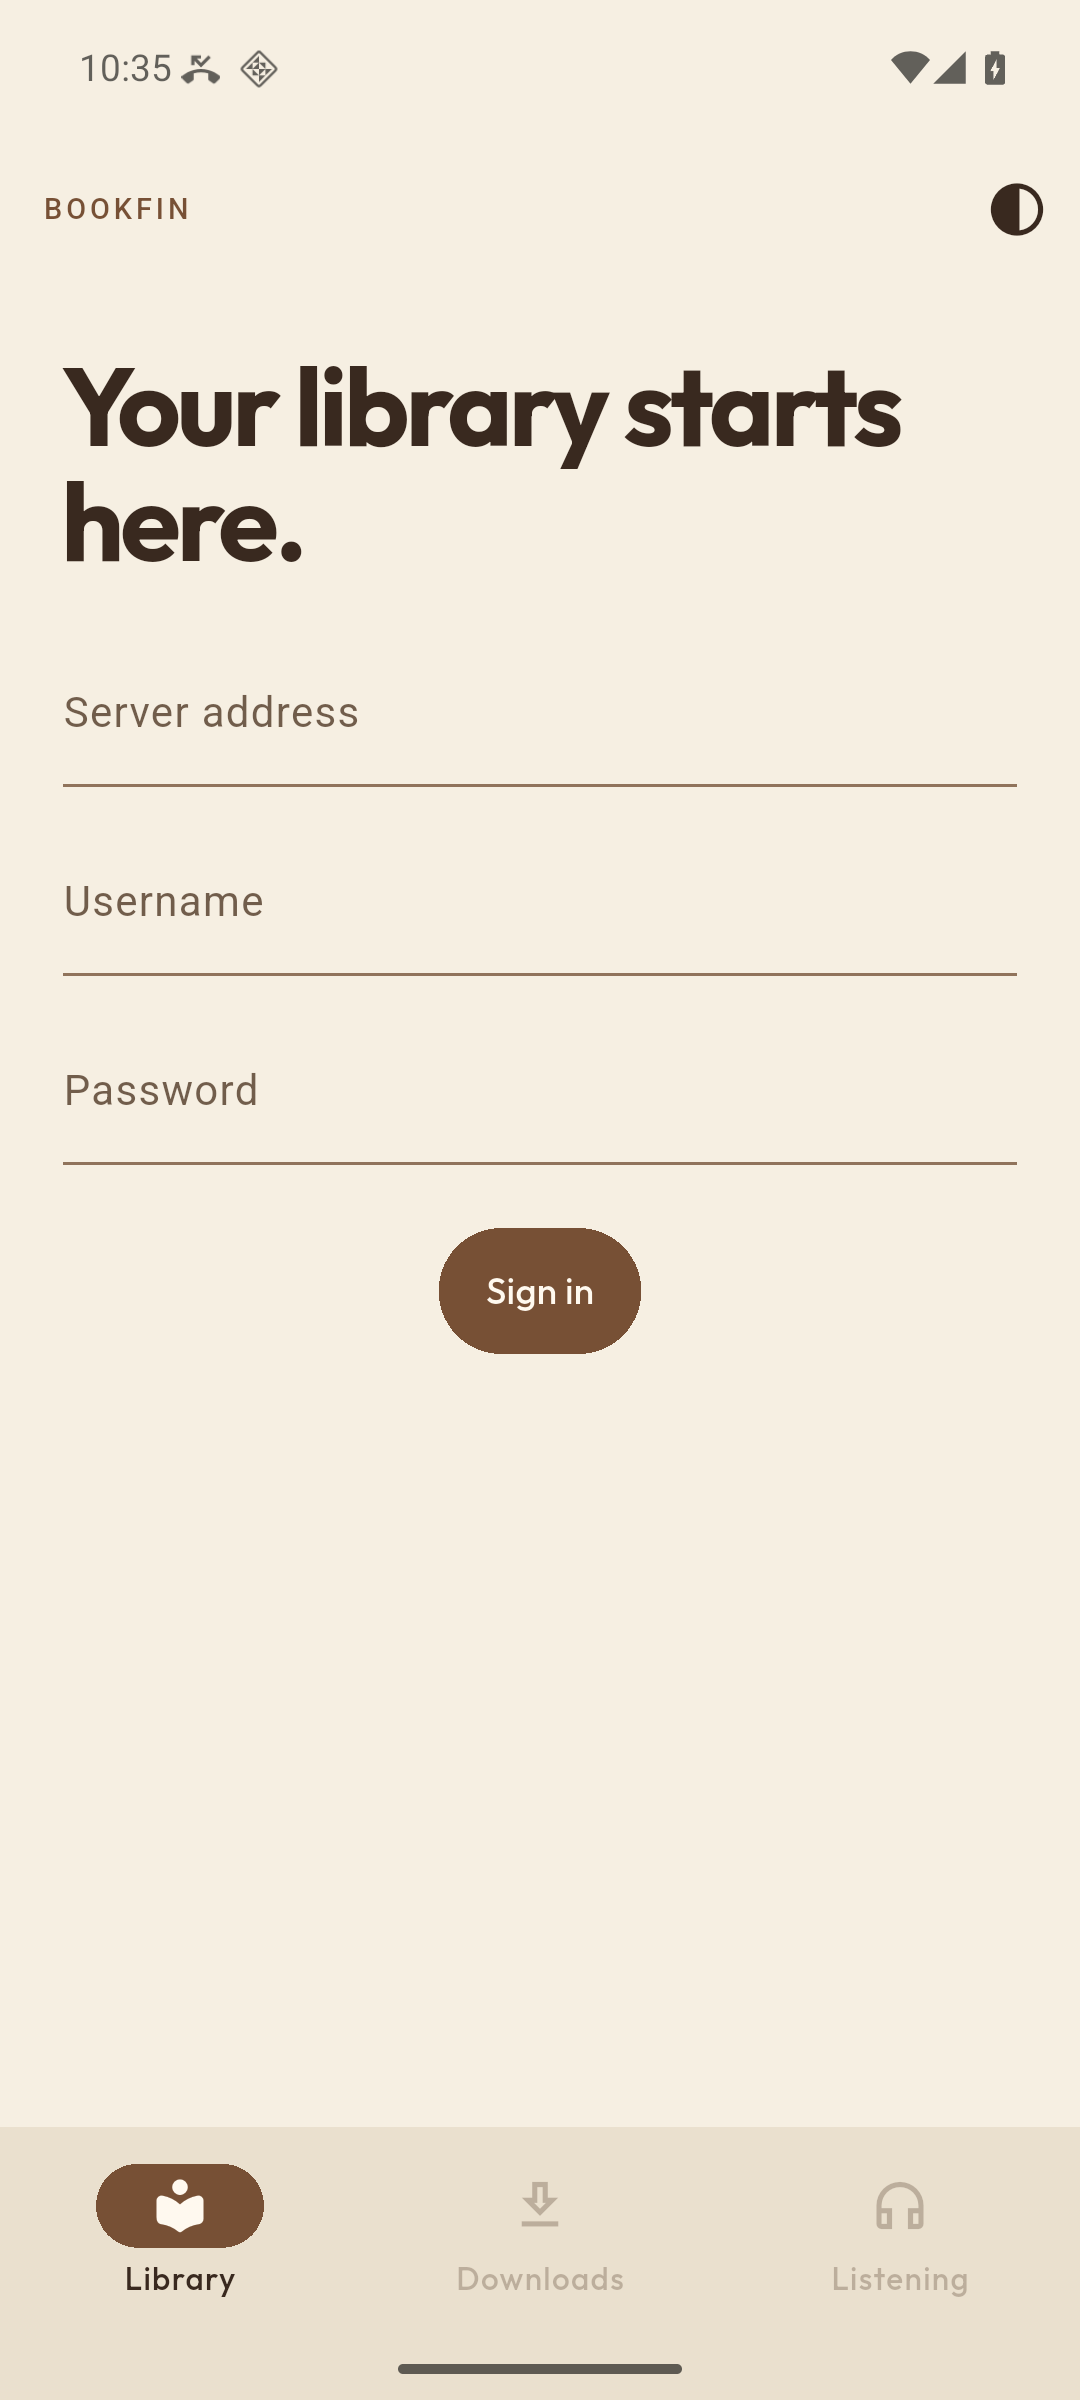 10:35
BOOKFIN
Your library starts
here.
Server address
Username
Password
Sign in
Library
Downloads
Listening